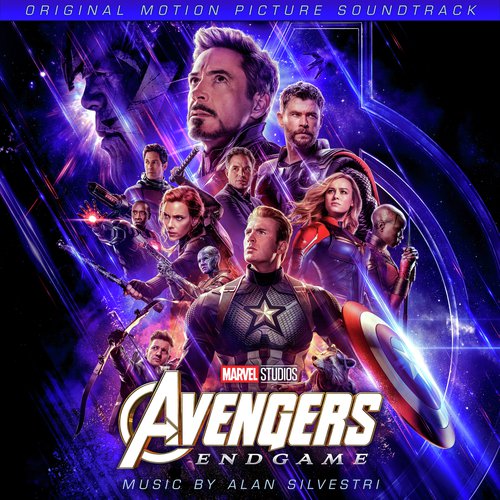 ORIGINAL MOTION PICTURE SOUNDTRACK
MARVEL STUDIOS
AVENGERS
ENDGAME
MUSIC BY ALAN SILVESTRI